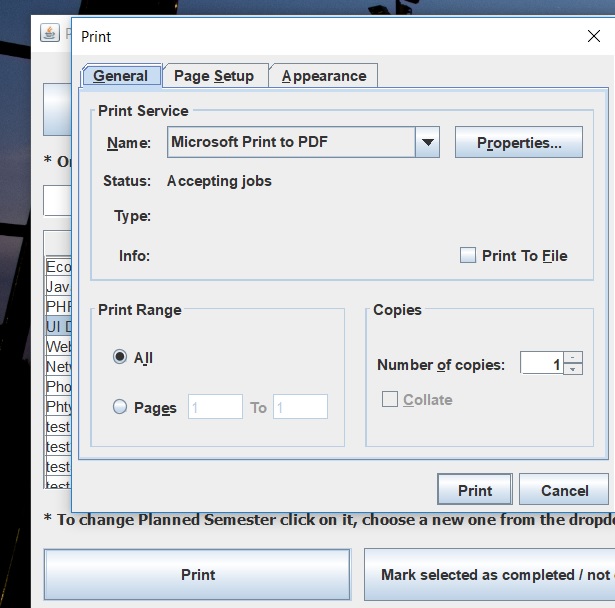 Print
General Page Setup Appearance
Print Service
Name: Microsoft Print to PDF Properties...
Status: Accepting jobs
Type:
Info: Print To File
Print Range
Copies
All
Number of copies: 1
Pages 1 To 1
Collate
Print Cancel
Eco
Jav
PHP
UI D
Web
Net
Pho
Phty
test
test
test
test
* To change Planned Semester click on it, choose a new one from the dropd
Print
Mark selected as completed / not